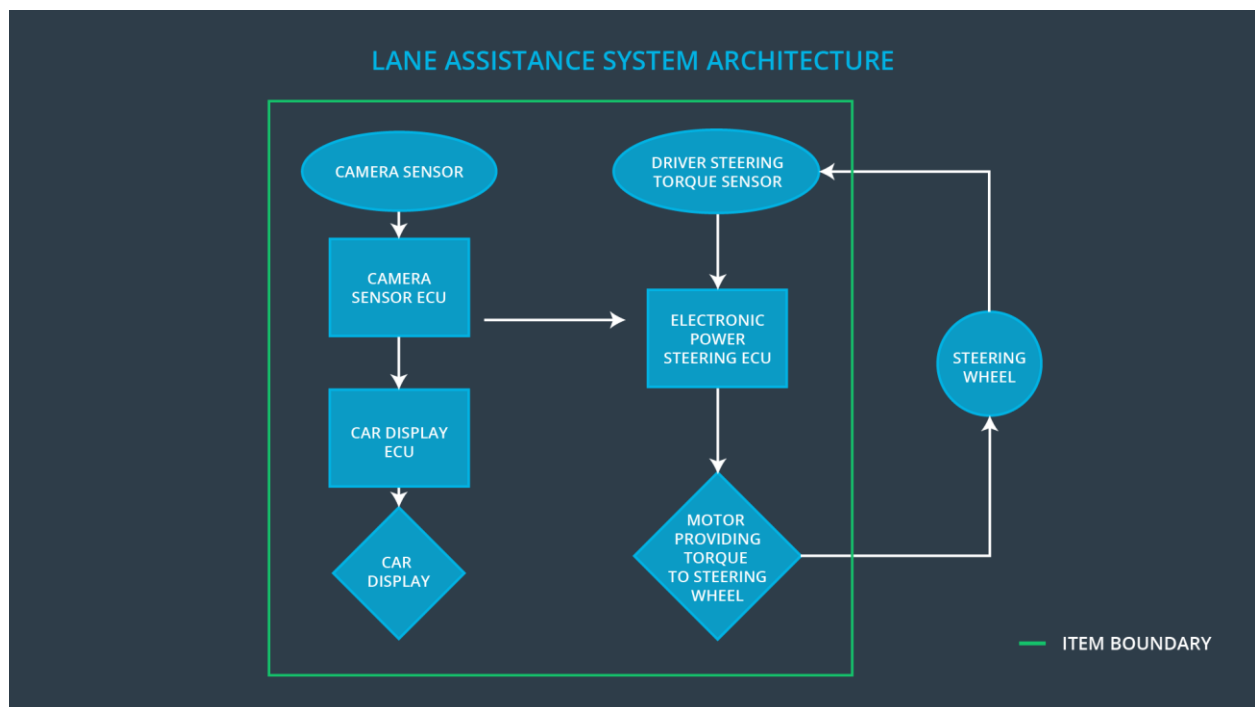 LANE ASSISTANCE SYSTEM ARCHITECTURE
CAMERA SENSOR
DRIVER STEERING
TORQUE SENSOR
CAMERA
SENSOR ECU
ELECTRONIC
POWER
STEERING ECU
STEERING
WHEEL
CAR DISPLAY
ECU
CAR
DISPLAY
MOTOR
PROVIDING
TORQUE
TO STEERING
WHEEL
ITEM BOUNDARY